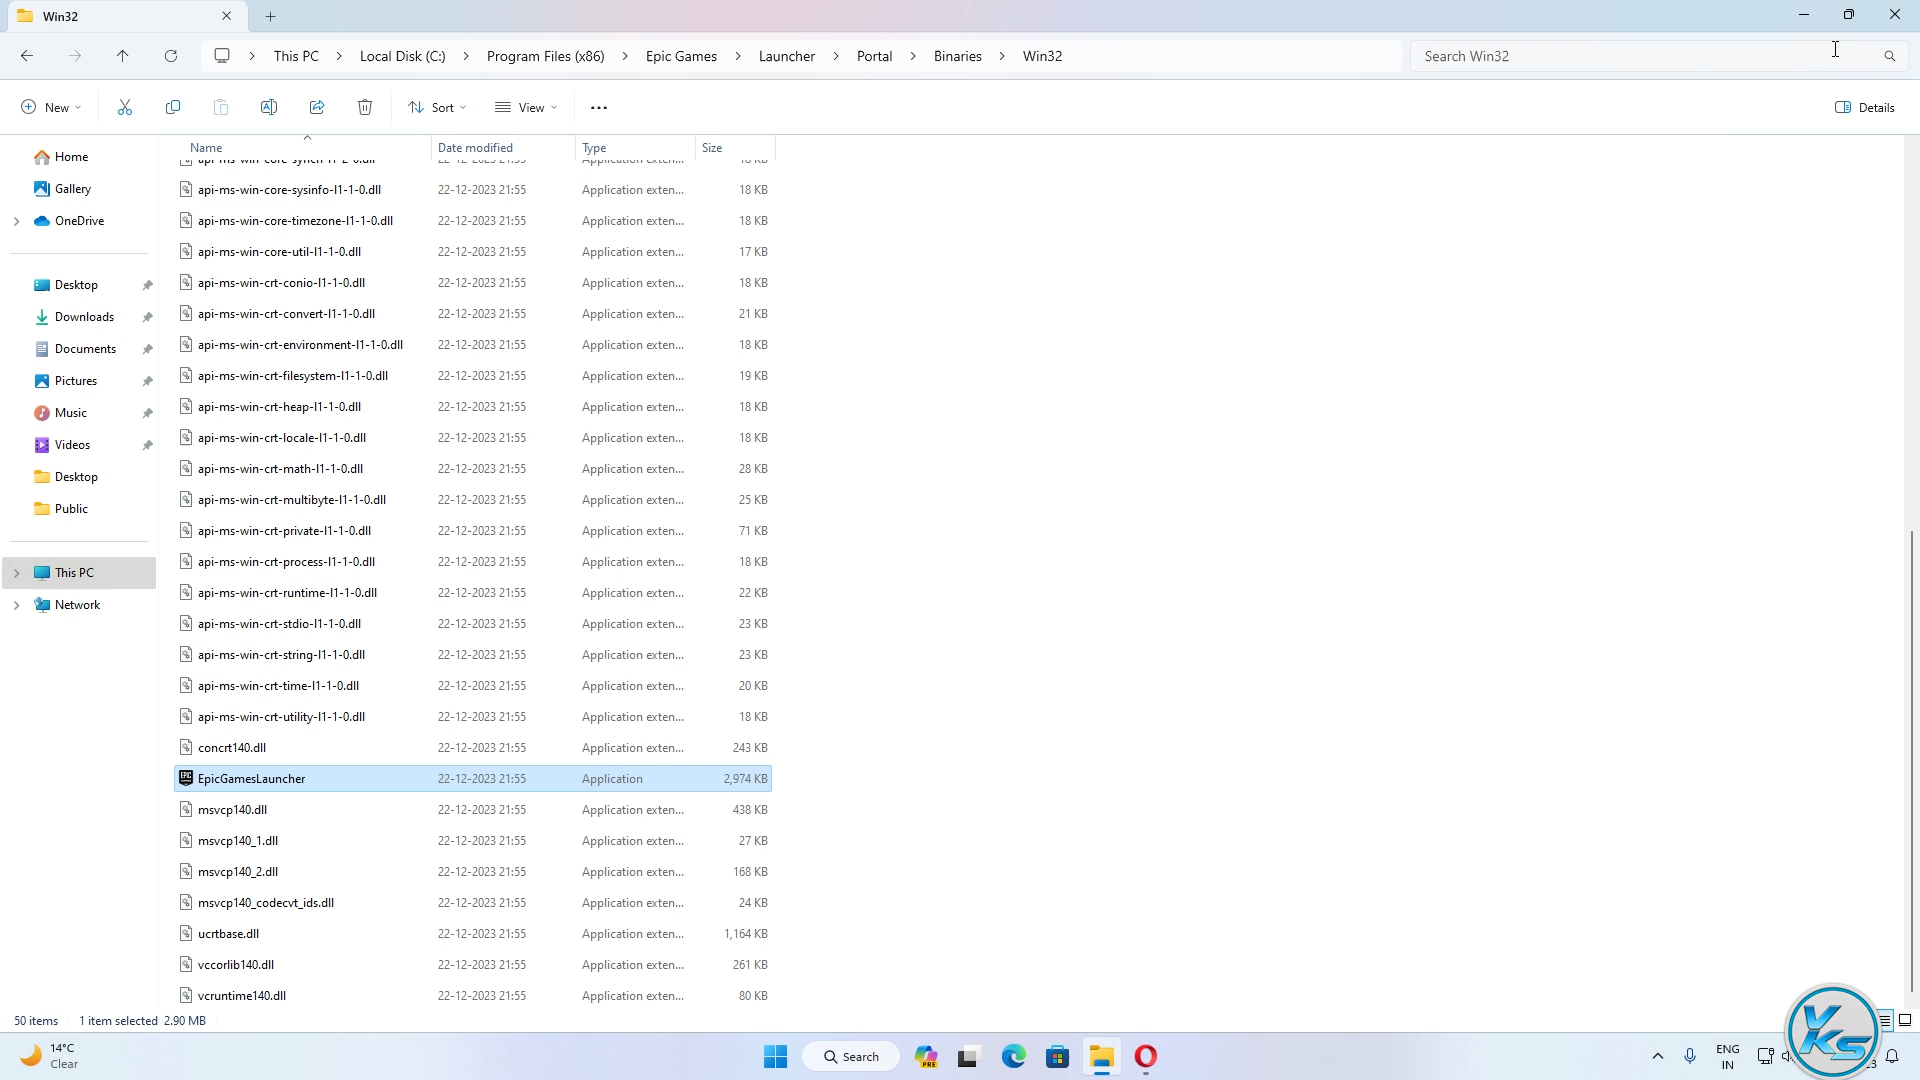 Win32
This PC
Local Disk (C:)
Program Files (x86)
Epic Games
Launcher
Portal
Binaries
Win32
Search Win32
New
Sort
View
Details
Home
Gallery
OneDrive
Desktop
Downloads
Documents
Pictures
Music
Videos
Desktop
Public
This PC
Network
Name Date modified Type Size
api-ms-win-core-synch-l1-2-0.dll 22-12-2023 21:55 Application exten... 18 KB
api-ms-win-core-sysinfo-l1-1-0.dll 22-12-2023 21:55 Application exten... 18 KB
api-ms-win-core-timezone-l1-1-0.dll 22-12-2023 21:55 Application exten... 18 KB
api-ms-win-core-util-l1-1-0.dll 22-12-2023 21:55 Application exten... 17 KB
api-ms-win-crt-conio-l1-1-0.dll 22-12-2023 21:55 Application exten... 18 KB
api-ms-win-crt-convert-l1-1-0.dll 22-12-2023 21:55 Application exten... 21 KB
api-ms-win-crt-environment-l1-1-0.dll 22-12-2023 21:55 Application exten... 18 KB
api-ms-win-crt-filesystem-l1-1-0.dll 22-12-2023 21:55 Application exten... 19 KB
api-ms-win-crt-heap-l1-1-0.dll 22-12-2023 21:55 Application exten... 18 KB
api-ms-win-crt-locale-l1-1-0.dll 22-12-2023 21:55 Application exten... 18 KB
api-ms-win-crt-math-l1-1-0.dll 22-12-2023 21:55 Application exten... 28 KB
api-ms-win-crt-multibyte-l1-1-0.dll 22-12-2023 21:55 Application exten... 25 KB
api-ms-win-crt-private-l1-1-0.dll 22-12-2023 21:55 Application exten... 71 KB
api-ms-win-crt-process-l1-1-0.dll 22-12-2023 21:55 Application exten... 18 KB
api-ms-win-crt-runtime-l1-1-0.dll 22-12-2023 21:55 Application exten... 22 KB
api-ms-win-crt-stdio-l1-1-0.dll 22-12-2023 21:55 Application exten... 23 KB
api-ms-win-crt-string-l1-1-0.dll 22-12-2023 21:55 Application exten... 23 KB
api-ms-win-crt-time-l1-1-0.dll 22-12-2023 21:55 Application exten... 20 KB
api-ms-win-crt-utility-l1-1-0.dll 22-12-2023 21:55 Application exten... 18 KB
concrt140.dll 22-12-2023 21:55 Application exten... 243 KB
EpicGamesLauncher 22-12-2023 21:55 Application 2,974 KB
msvcp140.dll 22-12-2023 21:55 Application exten... 438 KB
msvcp140_1.dll 22-12-2023 21:55 Application exten... 27 KB
msvcp140_2.dll 22-12-2023 21:55 Application exten... 168 KB
msvcp140_codecvt_ids.dll 22-12-2023 21:55 Application exten... 24 KB
ucrtbase.dll 22-12-2023 21:55 Application exten... 1,164 KB
vccorlib140.dll 22-12-2023 21:55 Application exten... 261 KB
vcruntime140.dll 22-12-2023 21:55 Application exten... 80 KB
50 items 1 item selected 2.90 MB
14°C
Clear
Search
PRE
ENG
IN
YKS